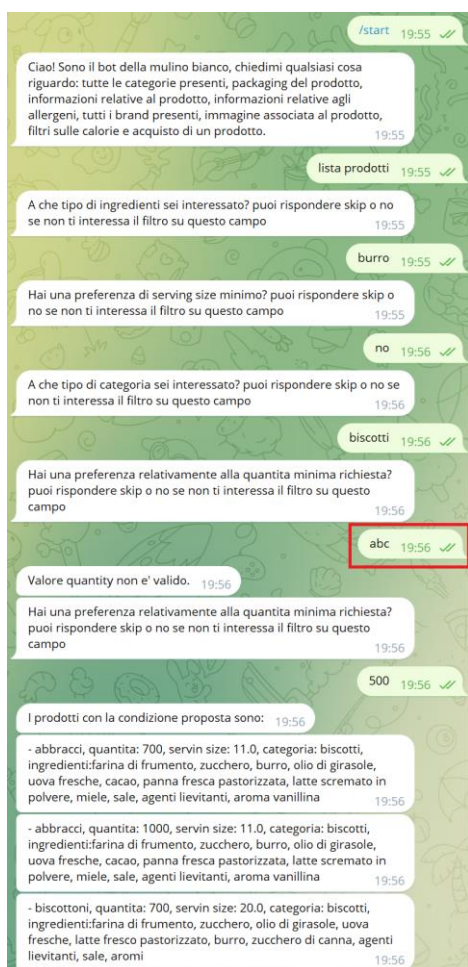 /start 19:55
Ciao! Sono il bot della mulino bianco, chiedimi qualsiasi cosa
riguardo: tutte le categorie presenti, packaging del prodotto,
informazioni relative al prodotto, informazioni relative agli
allergeni, tutti i brand presenti, immagine associata al prodotto,
filtri sulle calorie e acquisto di un prodotto.
19:55
lista prodotti 19:55
A che tipo di ingredienti sei interessato? puoi rispondere skip o no
se non ti interessa il filtro su questo campo
19:55
burro 19:55
Hai una preferenza di serving size minimo? puoi rispondere skip o
no se non ti interessa il filtro su questo campo
19:55
no 19:56
A che tipo di categoria sei interessato? puoi rispondere skip o no se
non ti interessa il filtro su questo campo
19:56
biscotti 19:56
Hai una preferenza relativamente alla quantita minima richiesta?
puoi rispondere skip o no se non ti interessa il filtro su questo
campo
19:56
abc 19:56
Valore quantity non e' valido. 19:56
Hai una preferenza relativamente alla quantita minima richiesta?
puoi rispondere skip o no se non ti interessa il filtro su questo
campo
19:56
500 19:56
I prodotti con la condizione proposta sono: 19:56
- abbracci, quantita: 700, servin size: 11.0, categoria: biscotti,
ingredienti:farina di frumento, zucchero, burro, olio di girasole,
uova fresche, cacao, panna fresca pastorizzata, latte scremato in
polvere, miele, sale, agenti lievitanti, aroma vanillina
19:56
- abbracci, quantita: 1000, servin size: 11.0, categoria: biscotti,
ingredienti:farina di frumento, zucchero, burro, olio di girasole,
uova fresche, cacao, panna fresca pastorizzata, latte scremato in
polvere, miele, sale, agenti lievitanti, aroma vanillina
19:56
- biscottoni, quantita: 700, servin size: 20.0, categoria: biscotti,
ingredienti:farina di frumento, zucchero, olio di girasole, uova
fresche, latte fresco pastorizzato, burro, zucchero di canna, agenti
lievitanti, sale, aromi
19:56